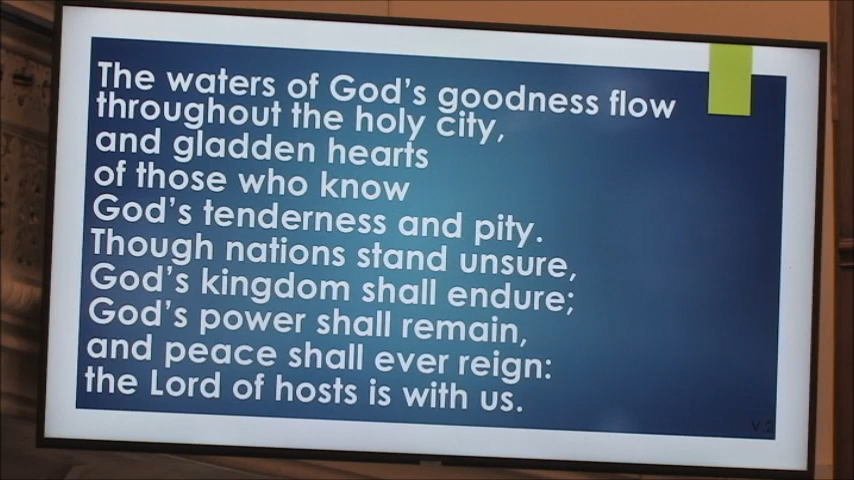 The waters of God's goodness flow
throughout the holy city,
and gladden hearts
of those who know
God's tenderness and pity.
Though nations stand unsure,
God's kingdom shall endure;
God's power shall remain,
and peace shall ever reign:
the Lord of hosts is with us.